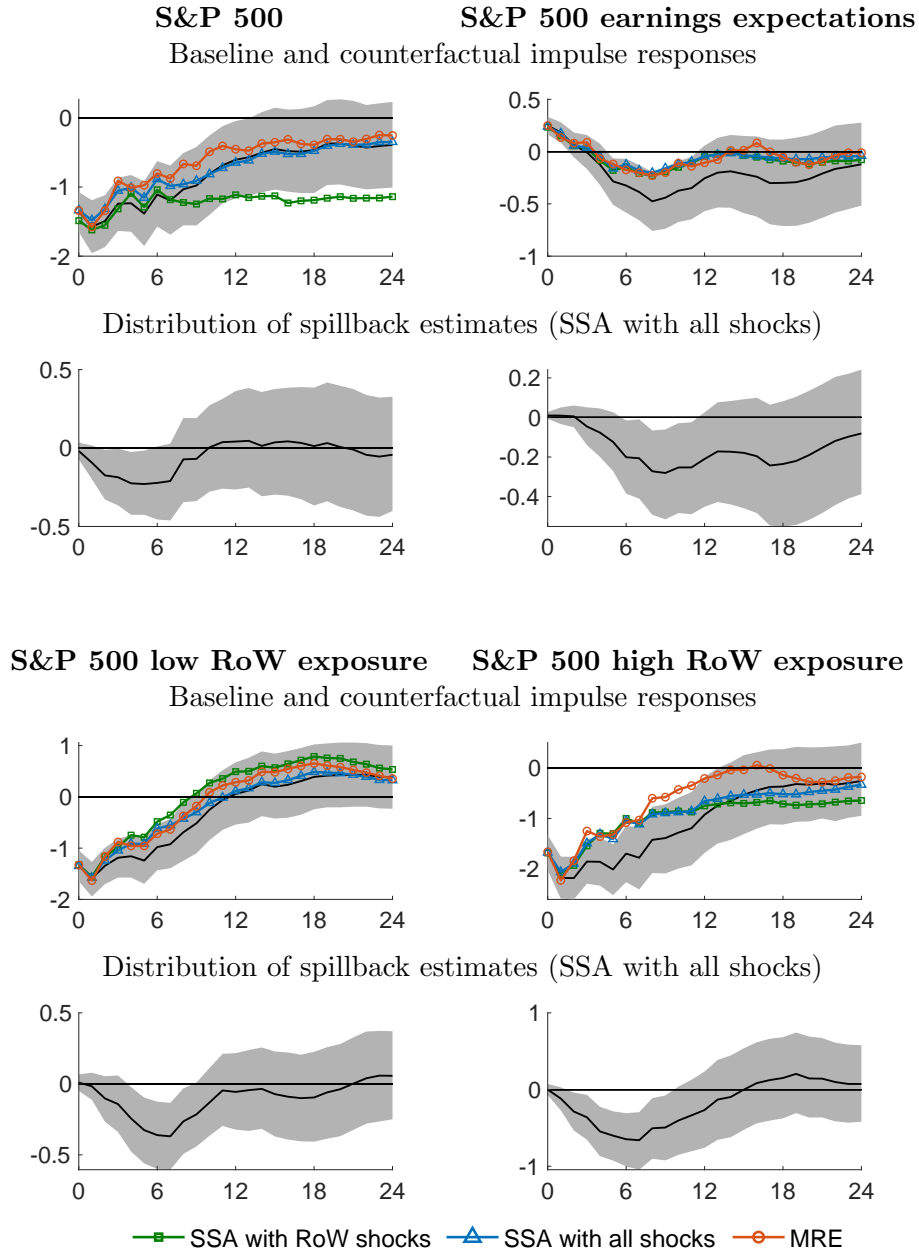 S&P 500 S&P 500 earnings expectations
Baseline and counterfactual impulse responses
0
-1
-2
0 6 12 18 24
0.5
0
-0.5
-1
0 6 12 18 24
Distribution of spillback estimates (SSA with all shocks)
0.5
0
-0.5
0 6 12 18 24
0.2
0
-0.2
-0.4
0 6 12 18 24
S&P 500 low RoW exposure S&P 500 high RoW exposure
Baseline and counterfactual impulse responses
1
0
-1
-2
0 6 12 18 24
0
-1
-2
0 6 12 18 24
Distribution of spillback estimates (SSA with all shocks)
0.5
0
-0.5
0 6 12 18 24
1
0
-1
0 6 12 18 24
SSA with RoW shocks SSA with all shocks MRE